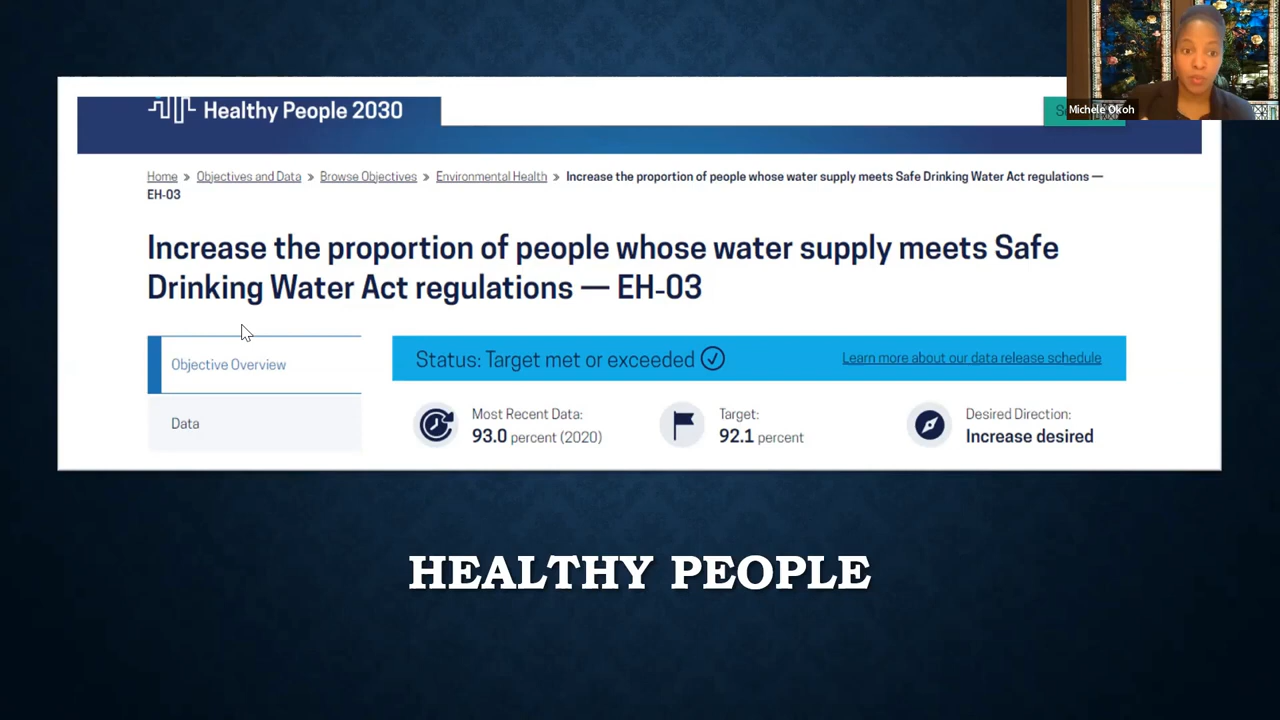 Healthy People 2030
Michele Okoh
Home » Objectives and Data » Browse Objectives » Environmental Health » Increase the proportion of people whose water supply meets Safe Drinking Water Act regulations —
EH-03
Increase the proportion of people whose water supply meets Safe
Drinking Water Act regulations — EH-03
Objective Overview
Data
Status: Target met or exceeded
Learn more about our data release schedule
Most Recent Data:
93.0 percent (2020)
Target:
92.1 percent
Desired Direction:
Increase desired
HEALTHY PEOPLE